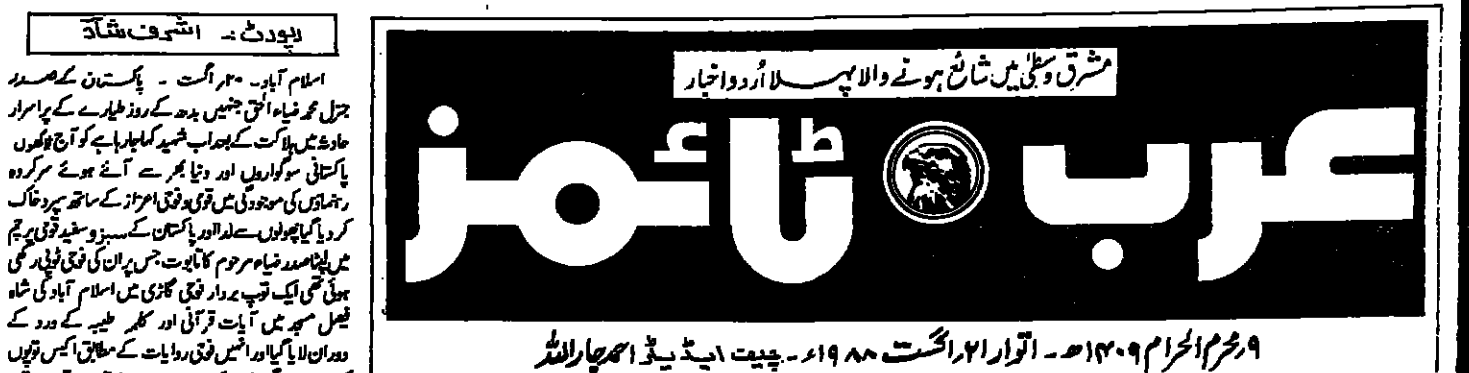 مشرق وسطیٰ میں شائع ہونے والا پہلا اُردو اخبار
عرب ٹائمز
۹ محرم الحرام ۱۴۰۹ھ ۔ اتوار ۲۱ اگست ۱۹۸۸ء ۔ چیف ایڈیٹر احمد جاراللہ
رپورٹ :۔ اشرف شاد
اسلام آباد ۔ ۲۰ اگست ۔ پاکستان کے صدر
جنرل محمد ضیاء الحق جنہیں بدھ کے روز طیارے کے پراسرار
حادثہ میں ہلاکت کے بعد اب شہید کہا جارہا ہے کو آج لاکھوں
پاکستانی سوگواروں اور دنیا بھر سے آئے ہوئے سرکردہ
رہنماؤں کی موجودگی میں قومی و فوجی اعزاز کے ساتھ سپرد خاک
کر دیا گیا پھولوں سے لدا اور پاکستان کے سبز و سفید قومی پرچم
میں لپٹا صدر ضیاء مرحوم کا تابوت جس پر ان کی فوجی ٹوپی رکھی
ہوئی تھی ایک توپ بردار فوجی گاڑی میں اسلام آباد کی شاہ
فیصل مسجد میں آیات قرآنی اور کلمہ طیبہ کے ورد کے
دوران لایا گیا اور انھیں فوجی روایات کے مطابق اکیس توپوں